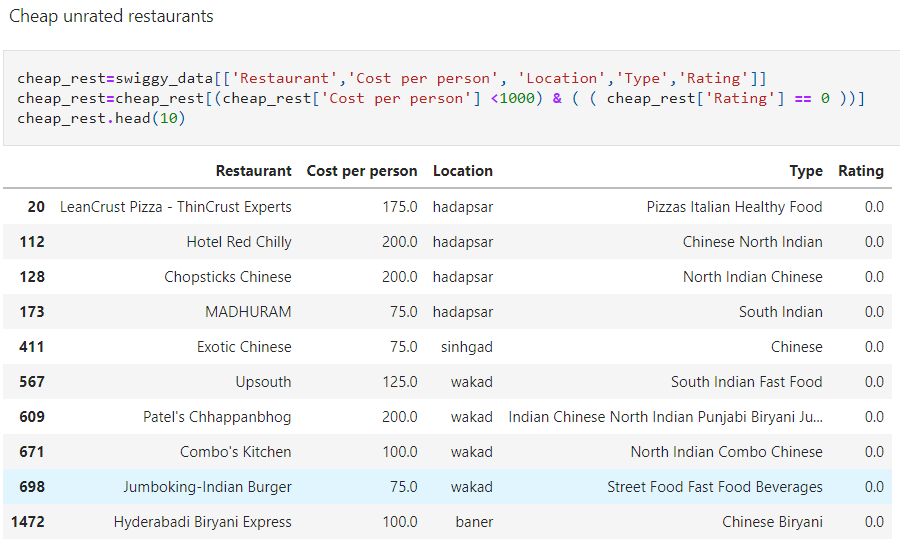 Cheap unrated restaurants
cheap_rest=swiggy_data[['Restaurant','Cost per person', 'Location','Type','Rating']]
cheap_rest=cheap_rest[(cheap_rest['Cost per person'] <1000) & ( ( cheap_rest['Rating'] == 0 ))]
cheap_rest.head(10)
Restaurant Cost per person Location Type Rating
20 LeanCrust Pizza - ThinCrust Experts 175.0 hadapsar Pizzas Italian Healthy Food 0.0
112 Hotel Red Chilly 200.0 hadapsar Chinese North Indian 0.0
128 Chopsticks Chinese 200.0 hadapsar North Indian Chinese 0.0
173 MADHURAM 75.0 hadapsar South Indian 0.0
411 Exotic Chinese 75.0 sinhgad Chinese 0.0
567 Upsouth 125.0 wakad South Indian Fast Food 0.0
609 Patel's Chhappanbhog 200.0 wakad Indian Chinese North Indian Punjabi Biryani Ju... 0.0
671 Combo's Kitchen 100.0 wakad North Indian Combo Chinese 0.0
698 Jumboking-Indian Burger 75.0 wakad Street Food Fast Food Beverages 0.0
1472 Hyderabadi Biryani Express 100.0 baner Chinese Biryani 0.0